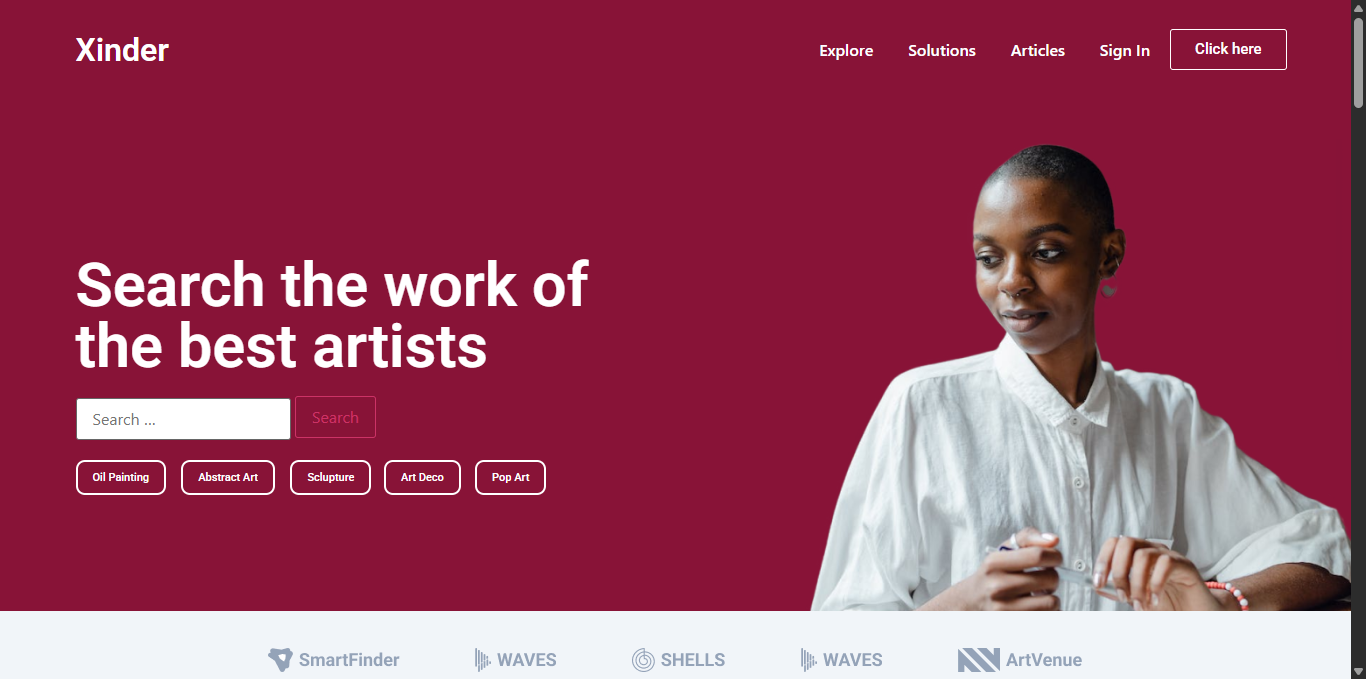 Xinder
Explore Solutions Articles Sign In Click here
Search the work of
the best artists
Search ... Search
Oil Painting Abstract Art Sclupture Art Deco Pop Art
SmartFinder WAVES SHELLS WAVES ArtVenue